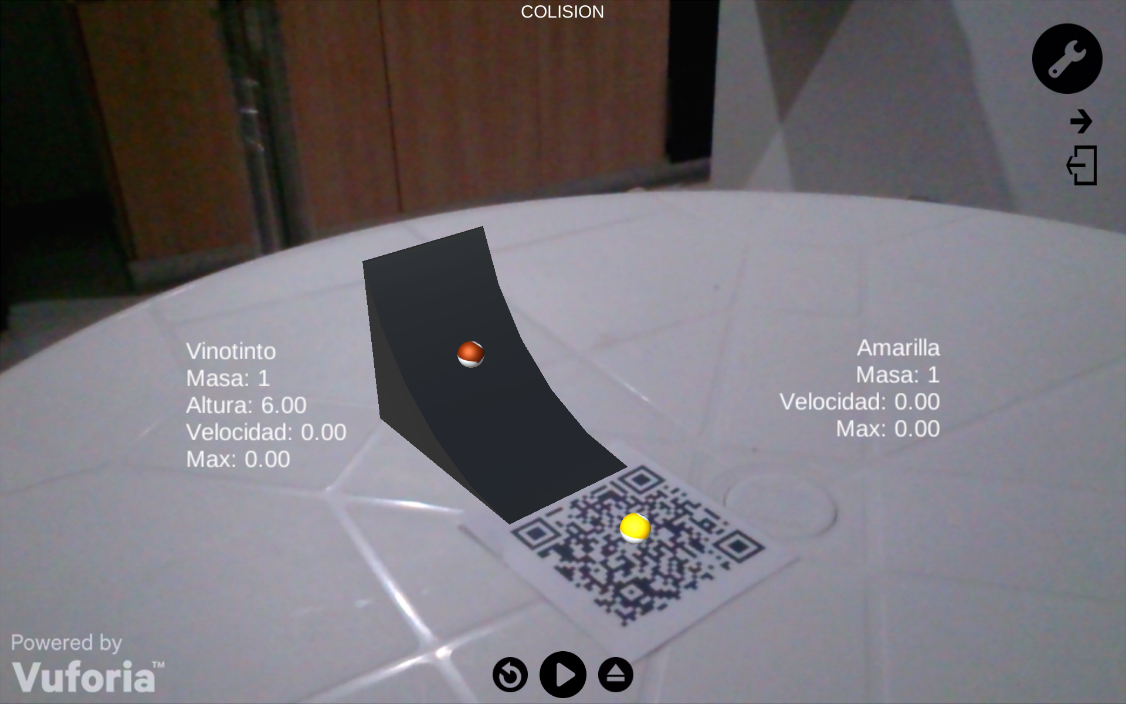 COLISION
Vinotinto
Masa: 1
Altura: 6.00
Velocidad: 0.00
Max: 0.00
Amarilla
Masa: 1
Velocidad: 0.00
Max: 0.00
Powered by
Vuforia™